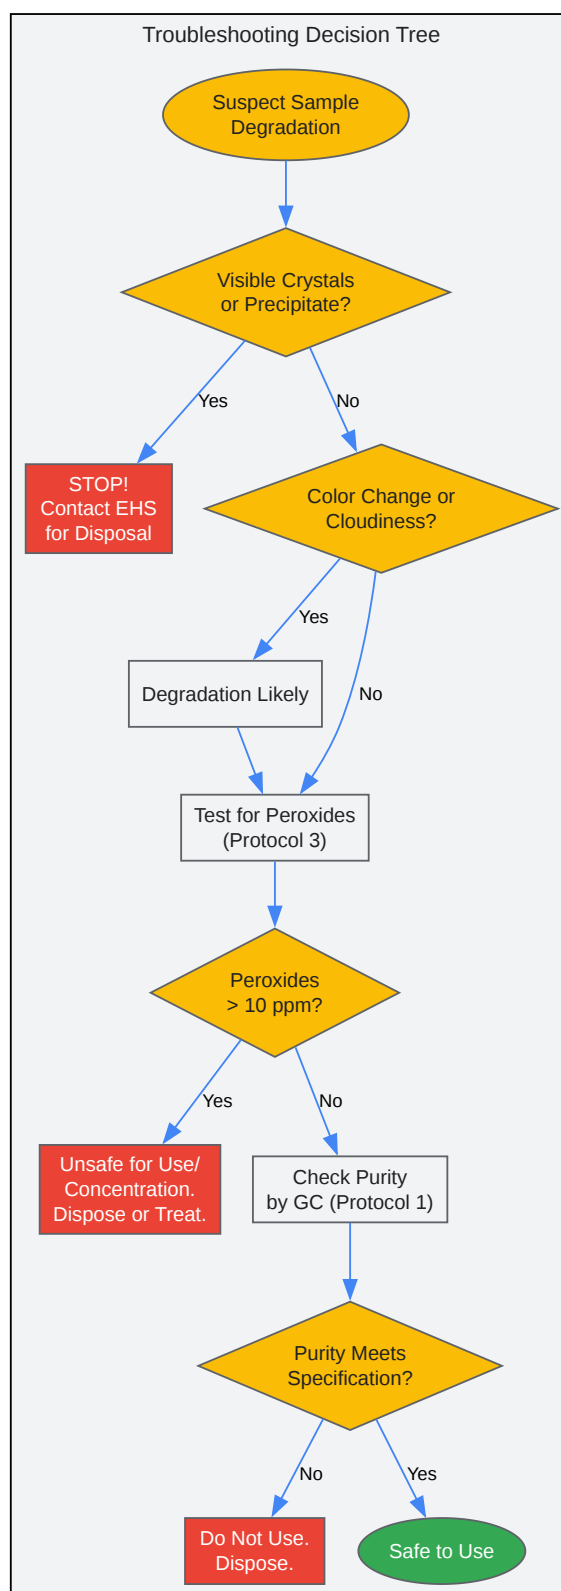 Troubleshooting Decision Tree
Suspect Sample
Degradation
Visible Crystals
or Precipitate?
Yes
No
STOP!
Contact EHS
for Disposal
Color Change or
Cloudiness?
Yes
No
Degradation Likely
Test for Peroxides
(Protocol 3)
Peroxides
> 10 ppm?
Yes
No
Unsafe for Use/
Concentration.
Dispose or Treat.
Check Purity
by GC (Protocol 1)
Purity Meets
Specification?
No
Yes
Do Not Use.
Dispose.
Safe to Use